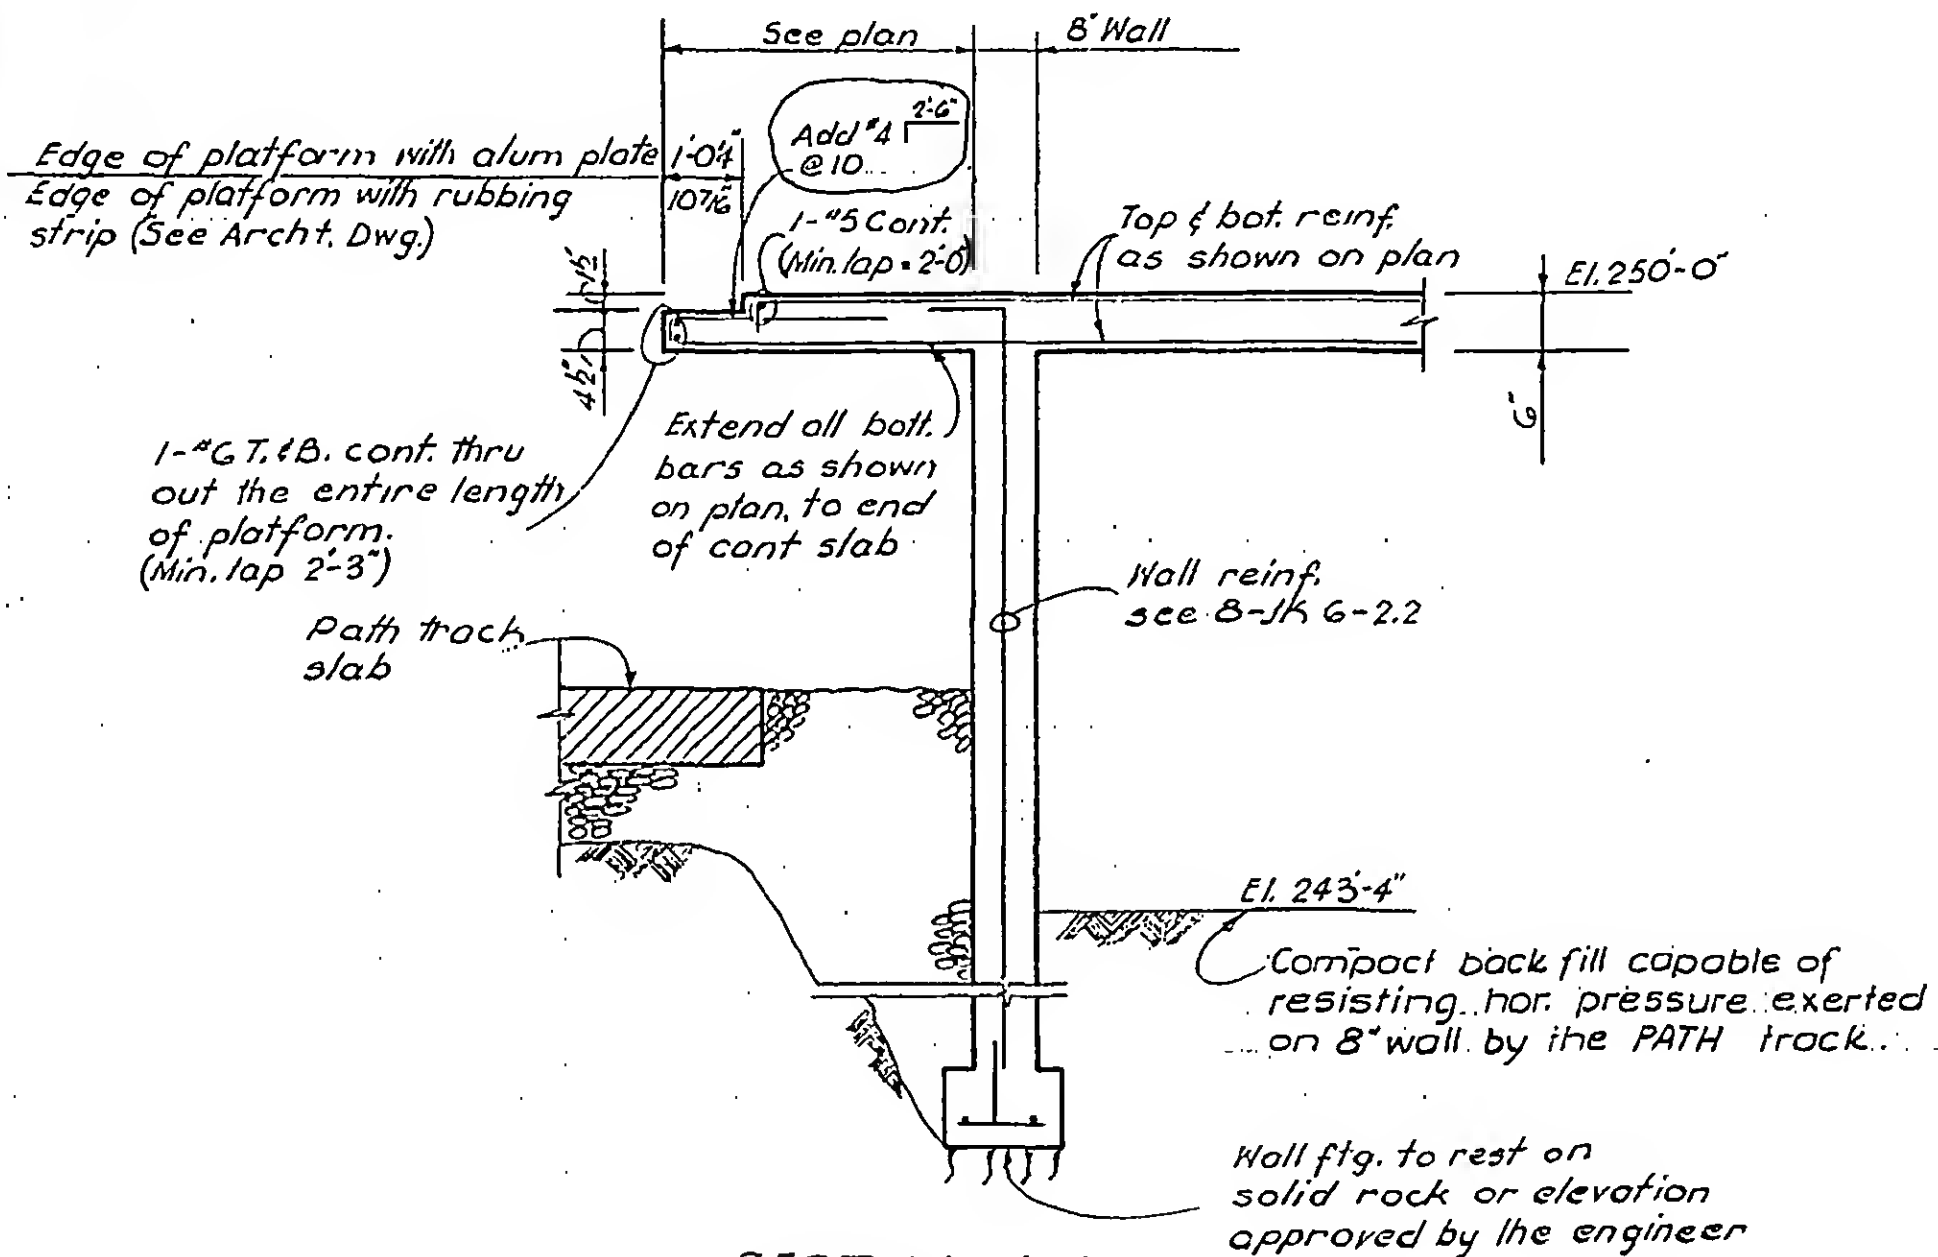 See plan
8" Wall
Add #4 2'-6"
@ 10
Edge of platform with alum plate
1'-0¼"
Edge of platform with rubbing
strip (See Archt. Dwg.)
10 7/16"
1-#5 Cont.
(Min. lap = 2'-0)
Top & bot. reinf.
as shown on plan
El. 250'-0"
1½"
4½"
6"
1-#6 T. & B. cont. thru
out the entire length
of platform.
(Min. lap 2'-3")
Extend all bott.
bars as shown
on plan, to end
of cant slab
Wall reinf.
see 8-JK 6-2.2
Path track
slab
El. 243'-4"
Compact back fill capable of
resisting hor. pressure exerted
on 8" wall by the PATH track.
Wall ftg. to rest on
solid rock or elevation
approved by the engineer